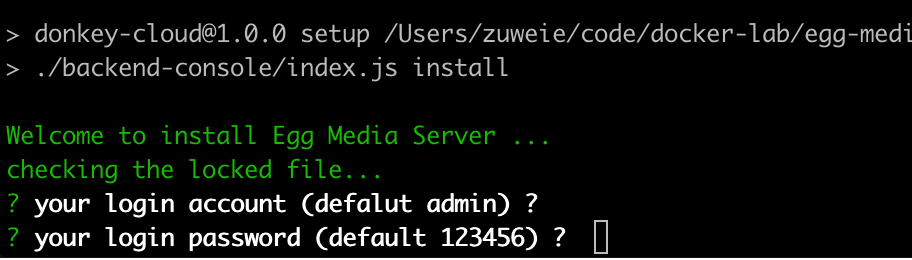 > donkey-cloud@1.0.0 setup /Users/zuweie/code/docker-lab/egg-medi
> ./backend-console/index.js install
Welcome to install Egg Media Server ...
checking the locked file...
? your login account (defalut admin) ?
? your login password (default 123456) ?